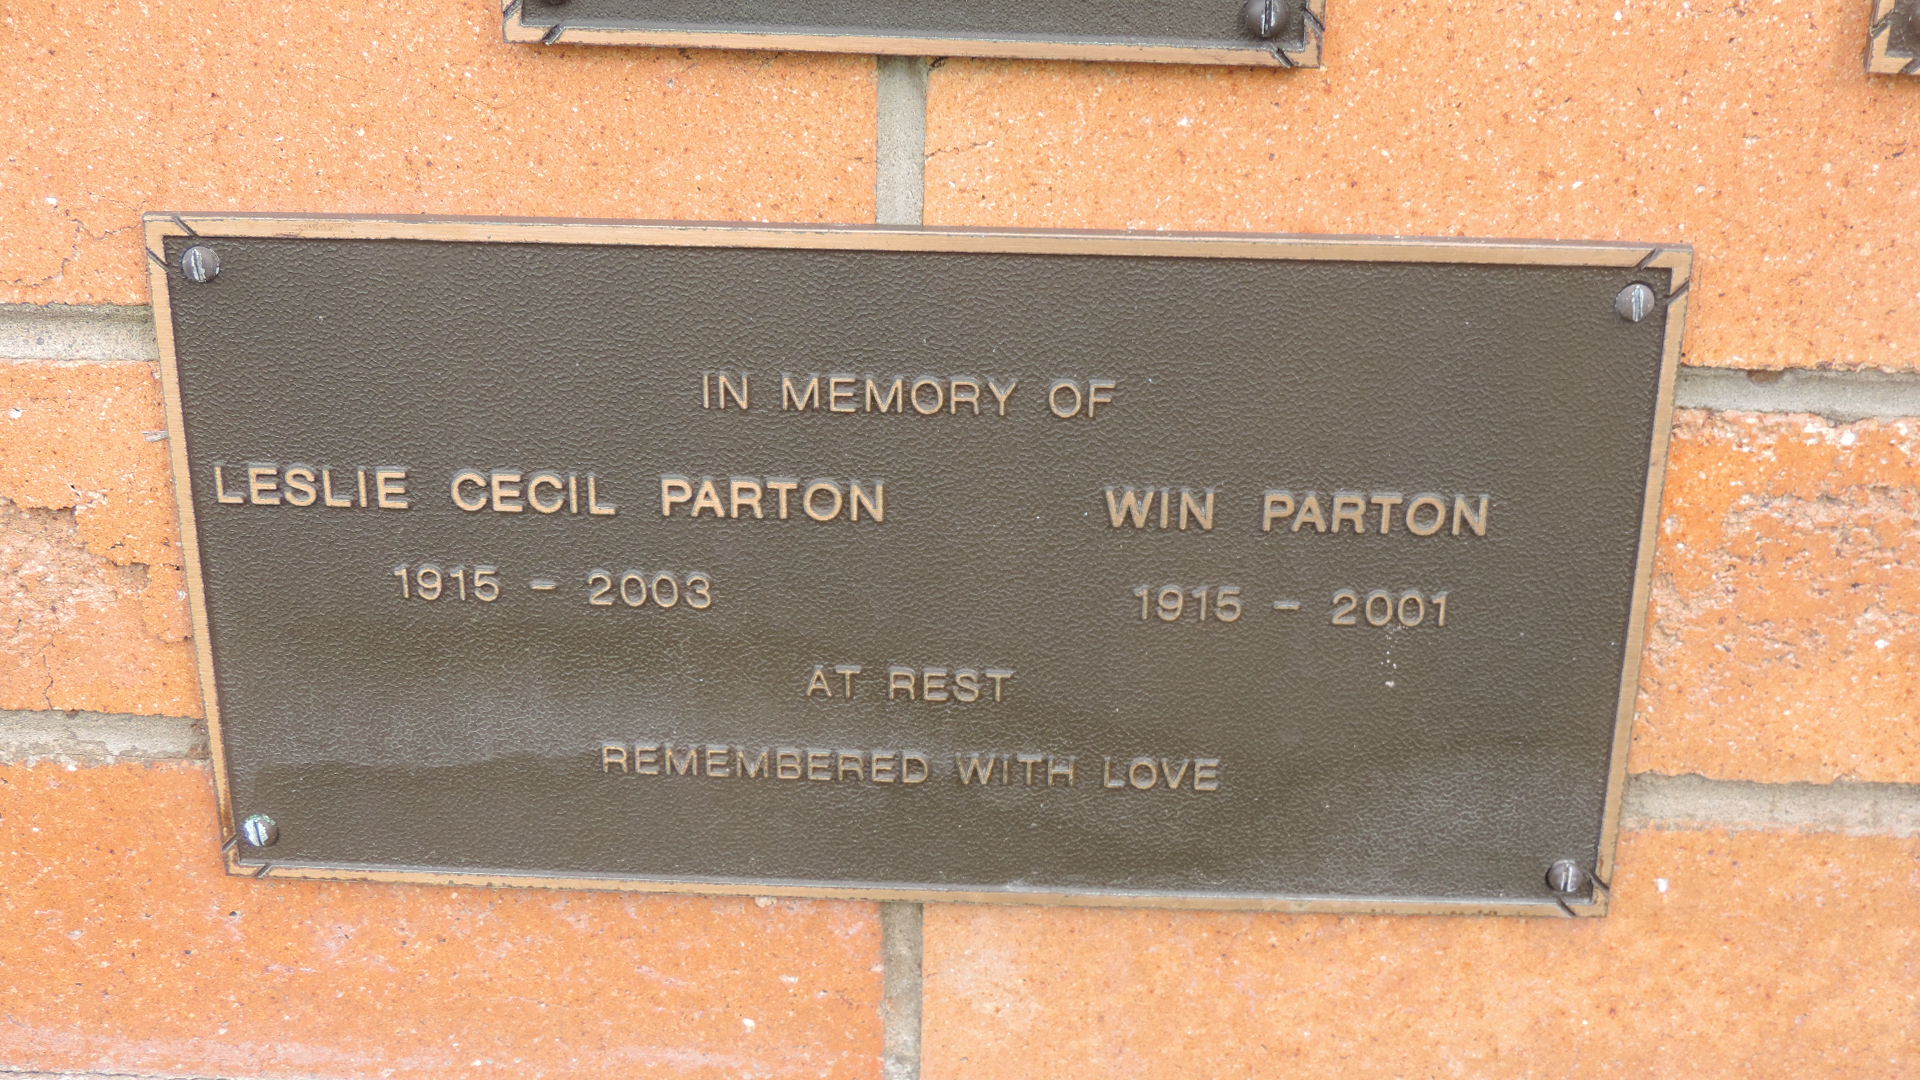 IN MEMORY OF
LESLIE CECIL PARTON WIN PARTON
1915 - 2003 1915 - 2001
AT REST
REMEMBERED WITH LOVE